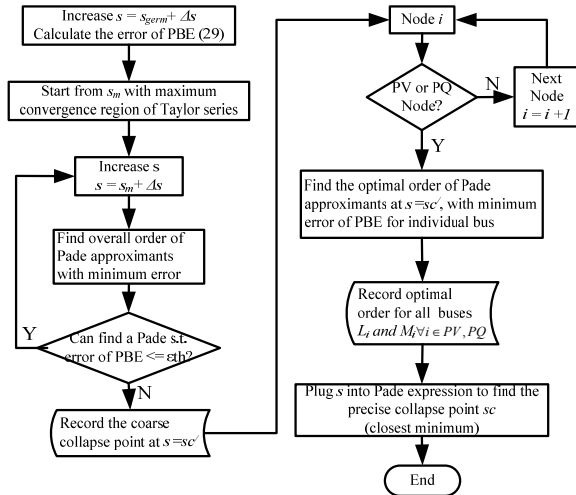 Increase s = sgerm+ Δs
Calculate the error of PBE (29)
Start from sm with maximum
convergence region of Taylor series
Increase s
s = sm+ Δs
Find overall order of
Pade approximants
with minimum error
Y
Can find a Pade s.t.
error of PBE <= εth?
N
Record the coarse
collapse point at s=sc′
Node i
PV or PQ
Node?
N
Next
Node
i = i +1
Y
Find the optimal order of Pade
approximants at s=sc′, with minimum
error of PBE for individual bus
Record optimal
order for all buses
Li and Mi∀i ∈ PV, PQ
Plug s into Pade expression to find the
precise collapse point sc
(closest minimum)
End